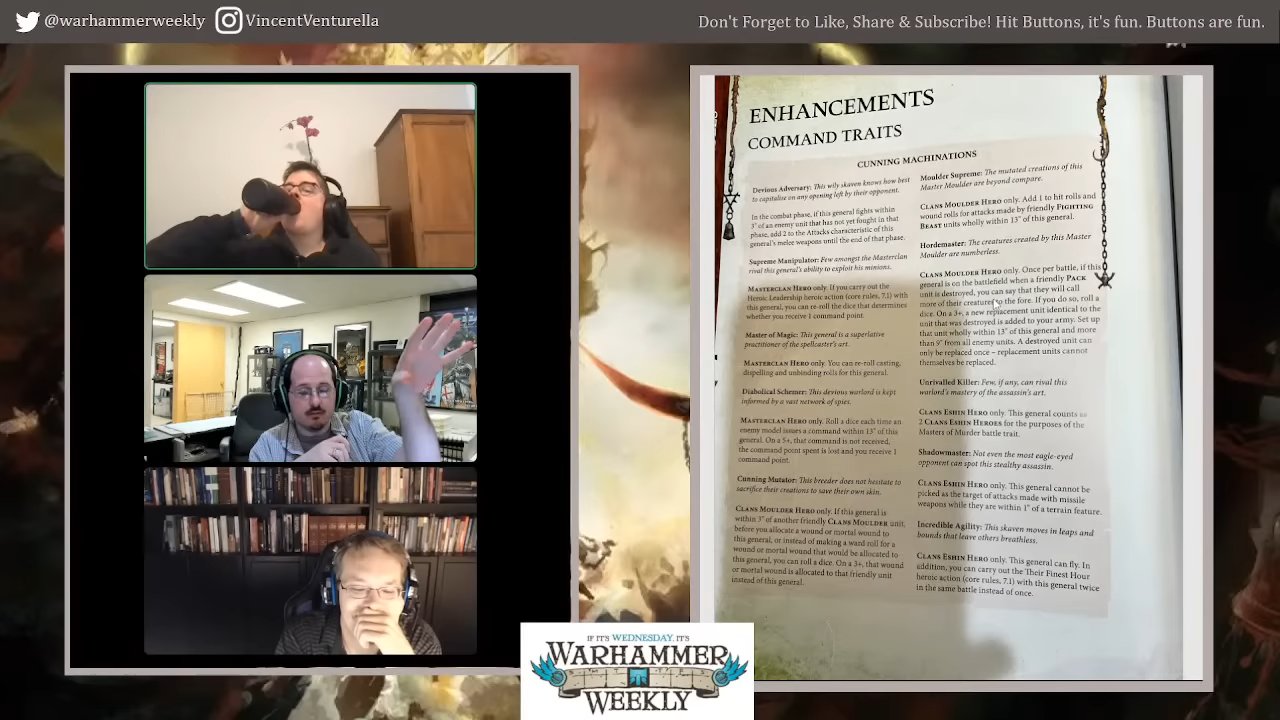 @warhammerweekly VincentVenturella
Don't Forget to Like, Share & Subscribe! Hit Buttons, it's fun. Buttons are fun.
ENHANCEMENTS
COMMAND TRAITS
CUNNING MACHINATIONS
Devious Adversary: This wily skaven knows how best
to capitalise on any opening left by their opponent.
In the combat phase, if this general fights within
3" of an enemy unit that has not yet fought in that
phase, add 2 to the Attacks characteristic of this
general's melee weapons until the end of that phase.
Supreme Manipulator: Few amongst the Masterclan
rival this general's ability to exploit his minions.
MASTERCLAN HERO only. If you carry out the
Heroic Leadership heroic action (core rules, 7.1) with
this general, you can re-roll the dice that determines
whether you receive 1 command point.
Master of Magic: This general is a superlative
practitioner of the spellcaster's art.
MASTERCLAN HERO only. You can re-roll casting,
dispelling and unbinding rolls for this general.
Diabolical Schemer: This devious warlord is kept
informed by a vast network of spies.
MASTERCLAN HERO only. Roll a dice each time an
enemy model issues a command within 13" of this
general. On a 5+, that command is not received,
the command point spent is lost and you receive 1
command point.
Cunning Mutator: This breeder does not hesitate to
sacrifice their creations to save their own skin.
CLANS MOULDER HERO only. If this general is
within 3" of another friendly CLANS MOULDER unit,
before you allocate a wound or mortal wound to
this general, or instead of making a ward roll for a
wound or mortal wound that would be allocated to
this general, you can roll a dice. On a 3+, that wound
or mortal wound is allocated to that friendly unit
instead of this general.
Moulder Supreme: The mutated creations of this
Master Moulder are beyond compare.
CLANS MOULDER HERO only. Add 1 to hit rolls and
wound rolls for attacks made by friendly FIGHTING
BEAST units wholly within 13" of this general.
Hordemaster: The creatures created by this Master
Moulder are numberless.
CLANS MOULDER HERO only. Once per battle, if this
general is on the battlefield when a friendly PACK
unit is destroyed, you can say that they will call
more of their creatures to the fore. If you do so, roll a
dice. On a 3+, a new replacement unit identical to the
unit that was destroyed is added to your army. Set up
that unit wholly within 13" of this general and more
than 9" from all enemy units. A destroyed unit can
only be replaced once – replacement units cannot
themselves be replaced.
Unrivalled Killer: Few, if any, can rival this
warlord's mastery of the assassin's art.
CLANS ESHIN HERO only. This general counts as
2 CLANS ESHIN HEROES for the purposes of the
Masters of Murder battle trait.
Shadowmaster: Not even the most eagle-eyed
opponent can spot this stealthy assassin.
CLANS ESHIN HERO only. This general cannot be
picked as the target of attacks made with missile
weapons while they are within 1" of a terrain feature.
Incredible Agility: This skaven moves in leaps and
bounds that leave others breathless.
CLANS ESHIN HERO only. This general can fly. In
addition, you can carry out the Their Finest Hour
heroic action (core rules, 7.1) with this general twice
in the same battle instead of once.
IF IT'S WEDNESDAY, IT'S
WARHAMMER
WEEKLY